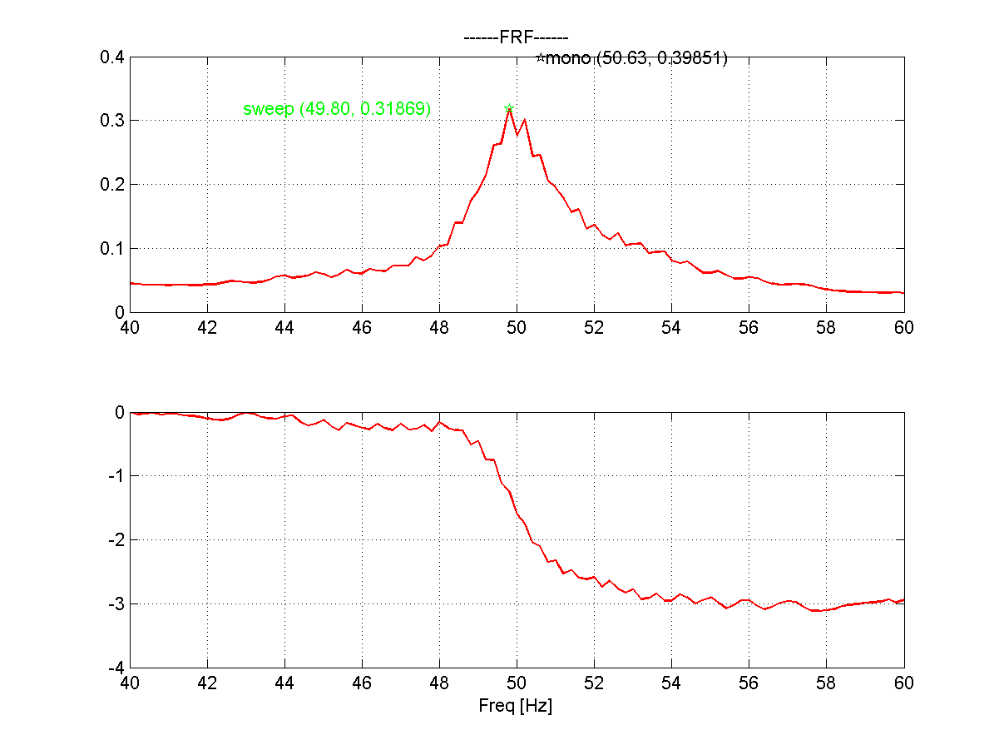 ------FRF------
☆mono (50.63, 0.39851)
sweep (49.80, 0.31869)
0.4
0.3
0.2
0.1
0
40 42 44 46 48 50 52 54 56 58 60
0
-1
-2
-3
-4
40 42 44 46 48 50 52 54 56 58 60
Freq [Hz]